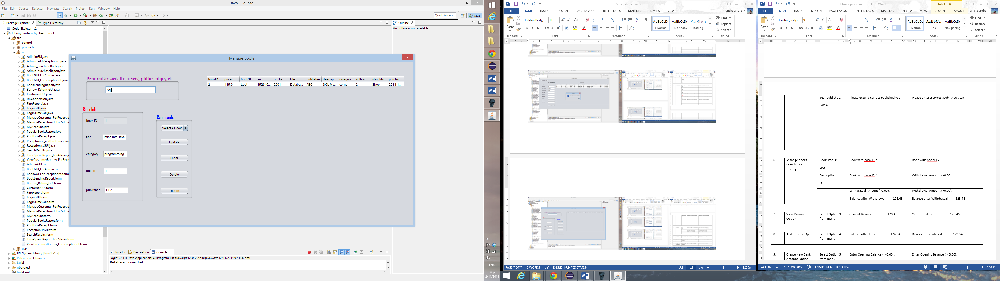 Java - Eclipse
File Edit Source Refactor Navigate Search Project Run Window Help
Quick Access
Java
Package Explorer
Type Hierarchy
Code_Skeleton_v2
Library_System_by_Team_Root
src
control
products
ui
AdiminGUI.java
Admin_addReceptionist.java
Admin_purchaseBook.java
Admin_purchaseReport.java
BookGUI_ForAdmin.java
BookGUI_ForReceptionist.java
BookLendingReport.java
Borrow_Return_GUI.java
CustomerGUI.java
DBConnection.java
FineReport.java
LoginGUI.java
LoginTimeGUI.java
ManageCustomer_ForReceptio
ManageRecepitonist_ForAdmi
MyAccount.java
PopularBooksReport.java
PrintFineReceipt.java
Receptionist_addCustomer.java
ReceptionistGUI.java
SearchResults.java
TimeSpendReport_ForAdmin.ja
ViewCustomerBorrow_ForRece
AdiminGUI.form
BookGUI_ForAdmin.form
BookGUI_ForReceptionist.form
BookLendingReport.form
Borrow_Return_GUI.form
CustomerGUI.form
FineReport.form
LoginGUI.form
LoginTimeGUI.form
ManageCustomer_ForReceptio
ManageRecepitonist_ForAdmi
MyAccount.form
PopularBooksReport.form
PrintFineReceipt.form
ReceptionistGUI.form
SearchResults.form
TimeSpendReport_ForAdmin.form
ViewCustomerBorrow_ForReceptionist.form
user
JRE System Library [JavaSE-1.7]
Referenced Libraries
build
nbproject
build.xml
Outline
An outline is not available.
Manage books
Please input key words: title, author(s), publisher, category, etc
sql
Book Info
book ID 1
title uction into Java
category programming
author 1
publisher CBA
Commands
Select A Book
Update
Clear
Delete
Return
bookID price bookSt... sn publish... title publisher descript... categori... author shopNa... purcha...
2 115.0 Lost 152645... 2001 Databa... ABC SQL Ma... comp 2 Shop 2014-1...
Javadoc Declaration Console
LoginGUI (1) [Java Application] C:\Program Files\Java\jre1.8.0_20\bin\javaw.exe (2/11/2014 9:44:06 pm)
Database connected
ENG
10:37 p.m.
2/11/2014
Sceenshots - Word
FILE HOME INSERT DESIGN PAGE LAYOUT REFERENCES MAILINGS REVIEW VIEW
andre andre
Calibri (Body) 11
Paste
Clipboard Font Paragraph Styles Editing
AaBbCcDc AaBbCcDc AaBbCc
¶ Normal ¶ No Spac... Heading 1
Find
Replace
Select
PAGE 7 OF 7 5 WORDS ENGLISH (UNITED STATES) 120 %
Library program Test Plan - Word
TABLE TOOLS
FILE HOME INSERT DESIGN PAGE LAYOUT REFERENCES MAILINGS REVIEW VIEW DESIGN LAYOUT
andre andre
Calibri (Body) 9
Paste
Clipboard Font Paragraph Styles Editing
AaBbCcDc AaBbCcI AaBbCcDc
¶ Normal Title No Spacing
Find
Replace
Select
Year published: Please enter a correct published year Please enter a correct published year
-2014
6. Manage books search function testing
Book status: Book with bookID 2 Book with bookID 2
Lost
Description Book with bookID 2 Withdrawal Amount (>0.00):
SQL
Withdrawal Amount (>0.00): Withdrawal Amount (>0.00):
Balance after Withdrawal 123.45 Balance after Withdrawal 123.45
7. View Balance Option Select Option 3 from menu Current Balance 123.45 Current Balance 123.45
8. Add Interest Option Select Option 4 from menu Balance after Interest 126.54 Balance after Interest 126.54
9. Create New Bank Account Option Select Option 5 from menu Enter Opening Balance ( > 0.00): Enter Opening Balance ( > 0.00):
PAGE 36 OF 40 1973 WORDS ENGLISH (UNITED STATES) 110 %